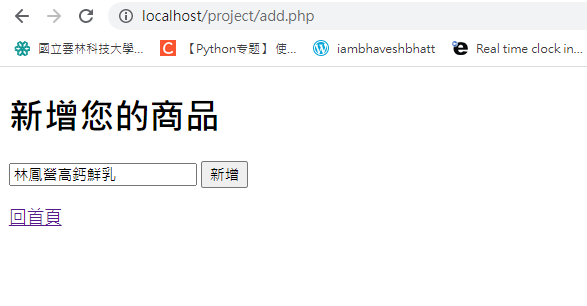 localhost/project/add.php
國立雲林科技大學... 【Python专题】使... iambhaveshbhatt Real time clock in...
新增您的商品
林鳳營高鈣鮮乳 新增
回首頁